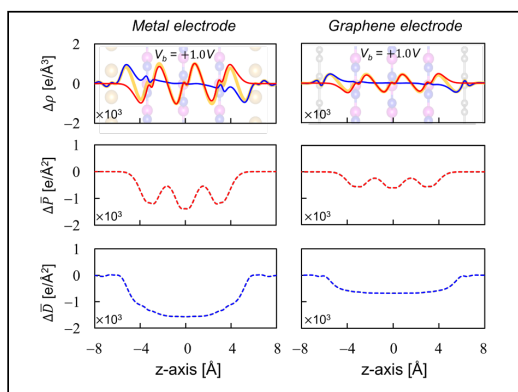 Metal electrode
Graphene electrode
V_b = +1.0V
V_b = +1.0V
Δρ [e/Å³]
2
0
−2
×10³
×10³
ΔP̄ [e/Å²]
1
0
−1
−2
×10³
×10³
ΔD̄ [e/Å²]
1
0
−1
−2
×10³
×10³
−8 −4 0 4 8
−8 −4 0 4 8
z-axis [Å]
z-axis [Å]